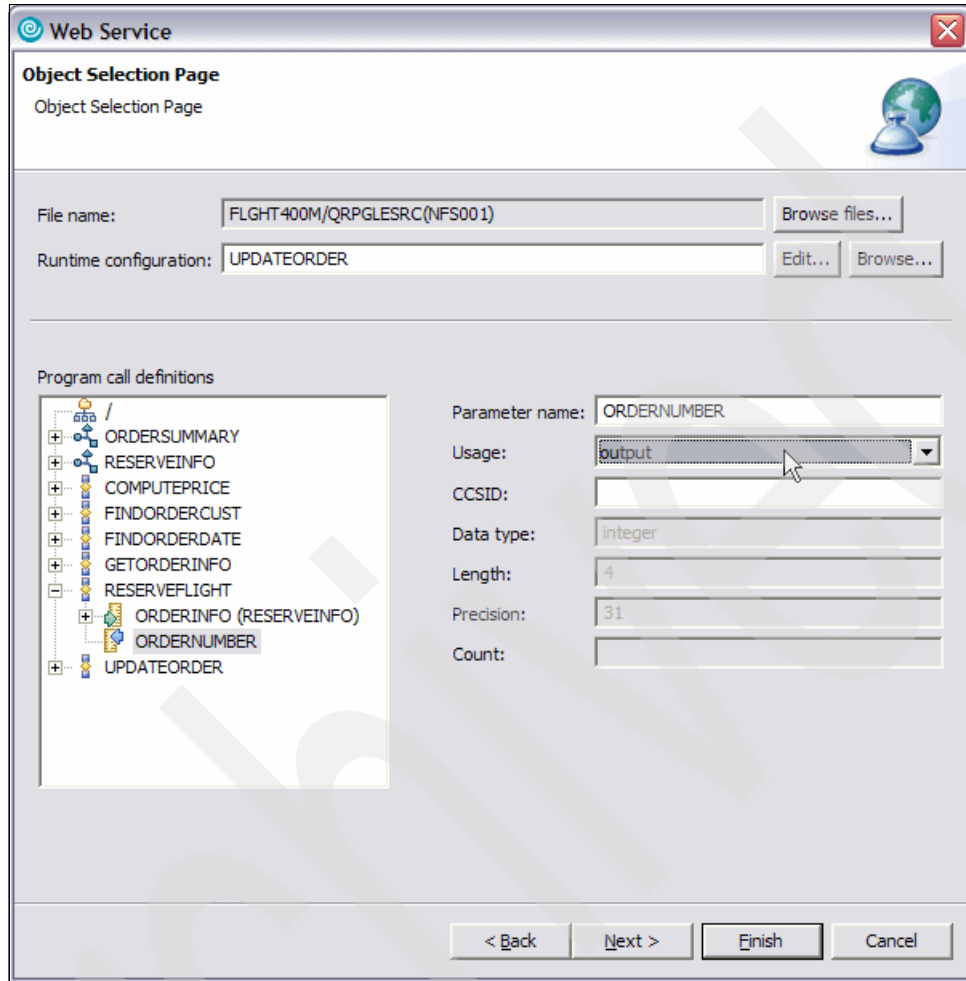 Web Service
Object Selection Page
Object Selection Page
File name: FLGHT400M/QRPGLESRC(NFS001) Browse files...
Runtime configuration: UPDATEORDER Edit... Browse...
Program call definitions
/
ORDERSUMMARY
RESERVEINFO
COMPUTEPRICE
FINDORDERCUST
FINDORDERDATE
GETORDERINFO
RESERVEFLIGHT
ORDERINFO (RESERVEINFO)
ORDERNUMBER
UPDATEORDER
Parameter name: ORDERNUMBER
Usage: output
CCSID:
Data type: integer
Length: 4
Precision: 31
Count:
< Back Next > Finish Cancel